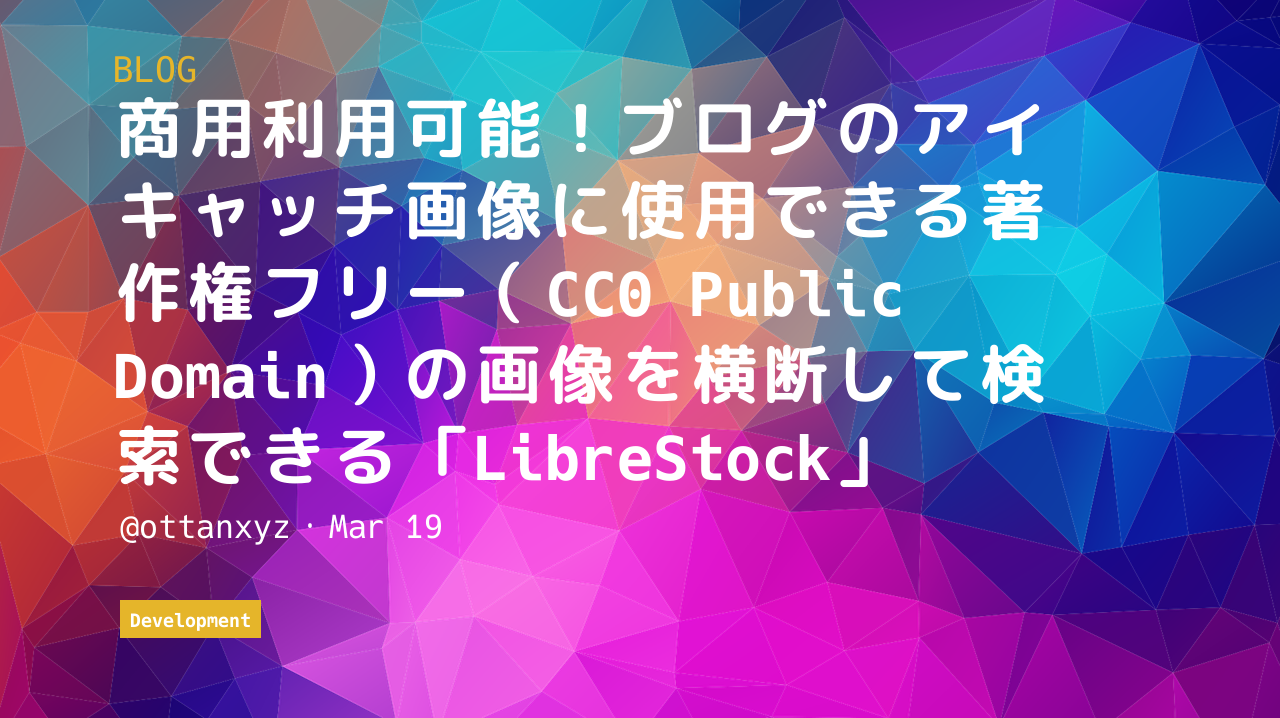 BLOG
商用利用可能！ブログのアイ
キャッチ画像に使用できる著
作権フリー（CC0 Public
Domain）の画像を横断して検
索できる「LibreStock」
@ottanxyz・Mar 19
Development